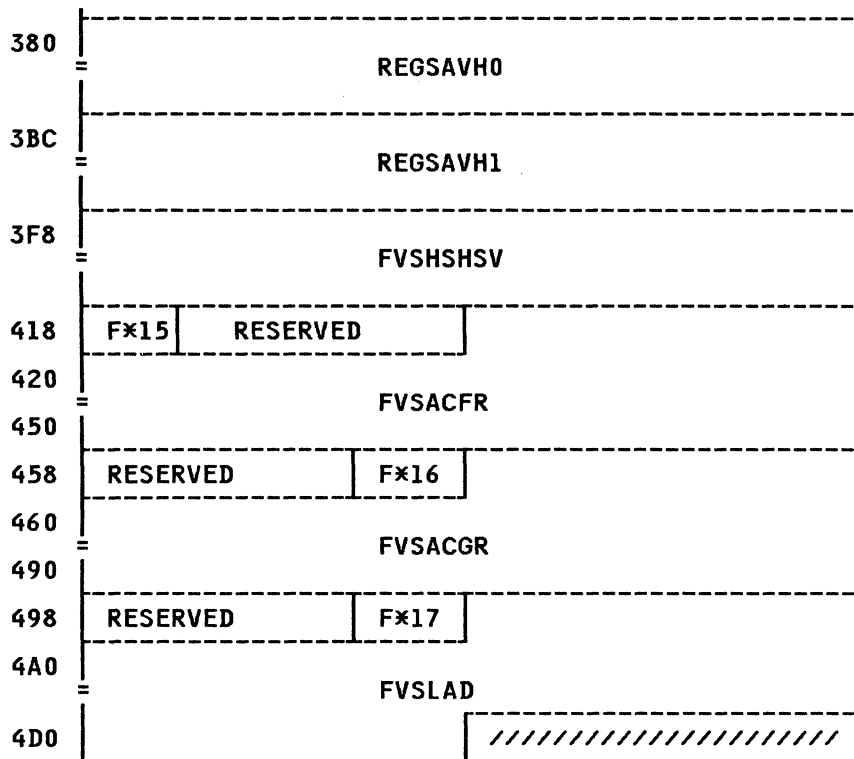 380
REGSAVH0
3BC
REGSAVH1
3F8
FVSHSHSV
418 F*15 RESERVED
420
FVSACFR
450
458 RESERVED F*16
460
FVSACGR
490
498 RESERVED F*17
4A0
FVSLAD
4D0 //////////////////////